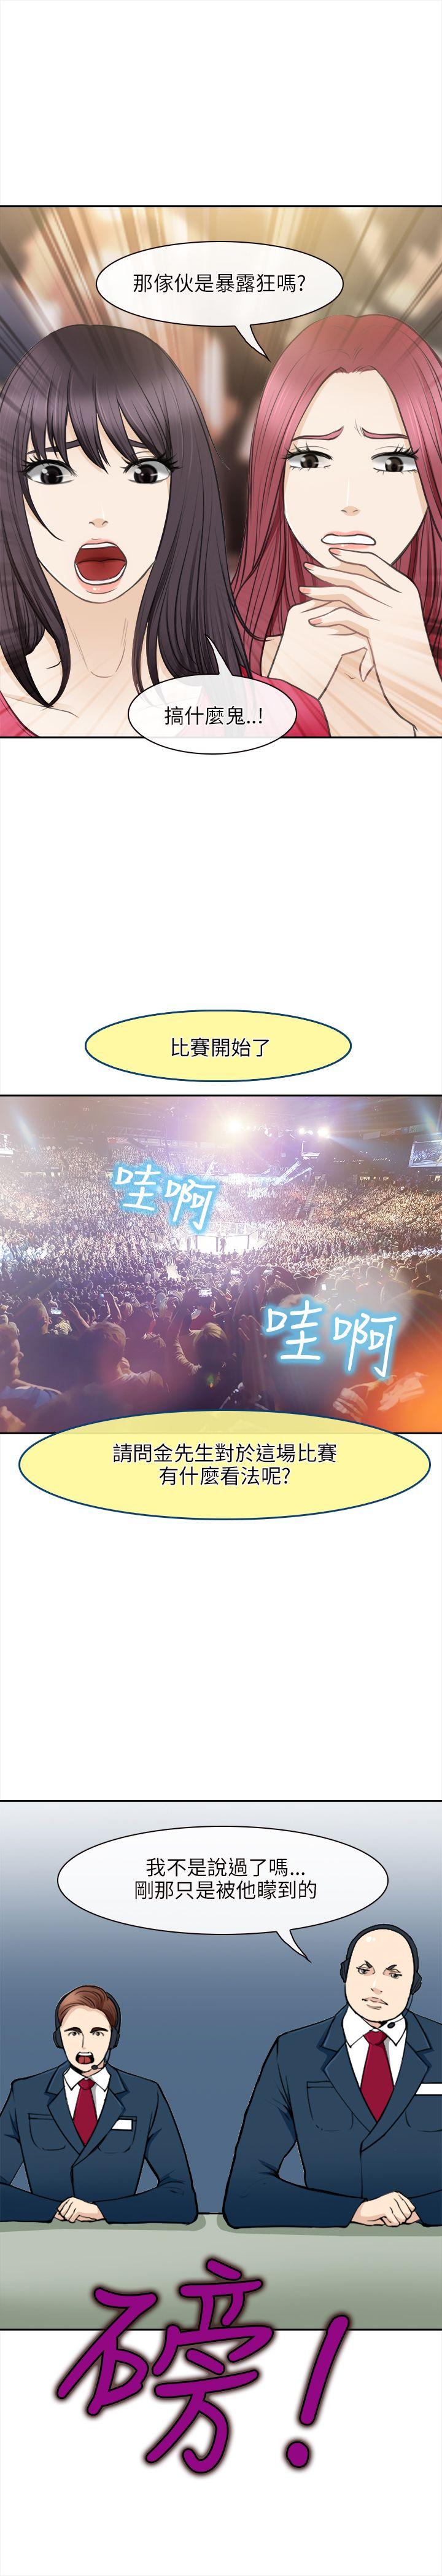 那傢伙是暴露狂嗎?
搞什麼鬼..!
比賽開始了
哇啊
哇啊
請問金先生對於這場比賽
有什麼看法呢?
我不是說過了嗎...
剛那只是被他矇到的
磅!